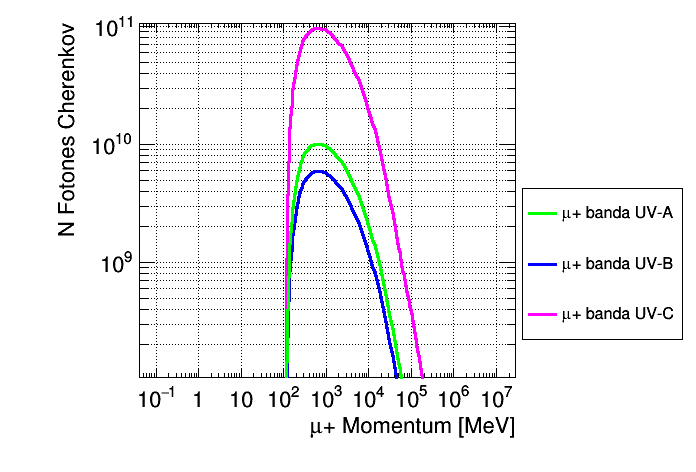 N Fotones Cherenkov
10¹¹
10¹⁰
10⁹
10⁻¹ 1 10 10² 10³ 10⁴ 10⁵ 10⁶ 10⁷
μ+ Momentum [MeV]
μ+ banda UV-A
μ+ banda UV-B
μ+ banda UV-C